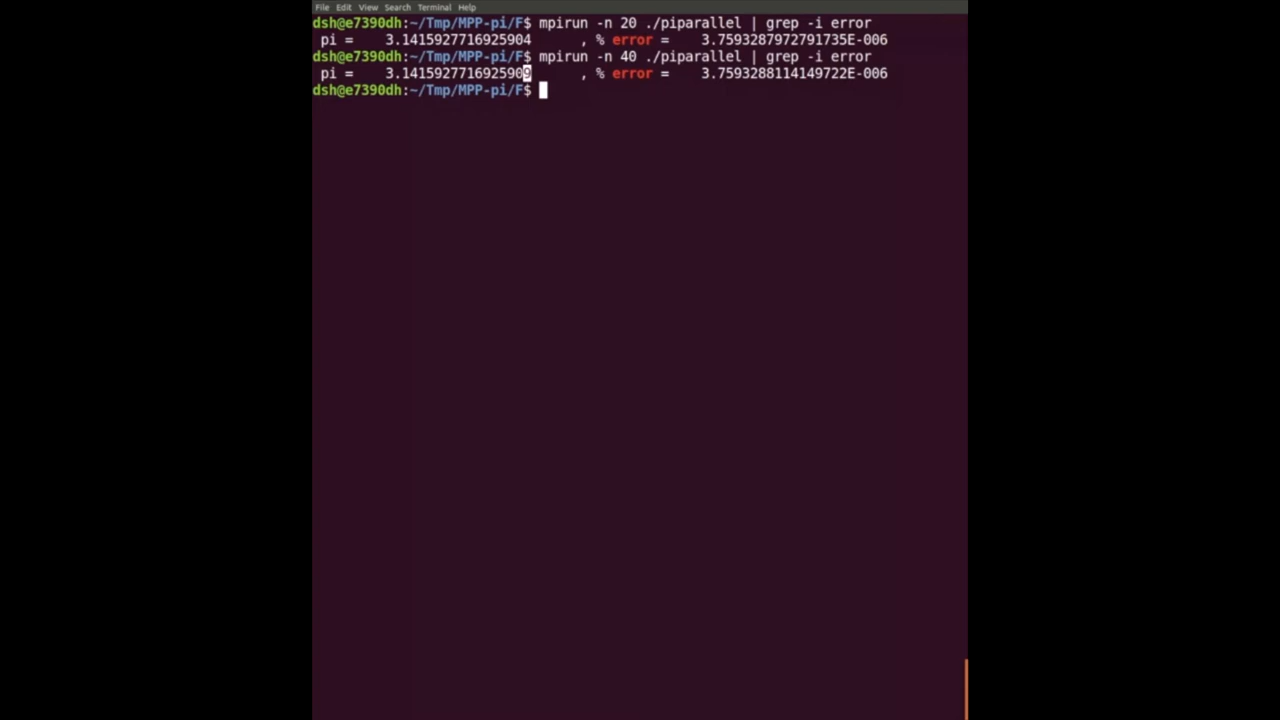 File Edit View Search Terminal Help
dsh@e7390dh:~/Tmp/MPP-pi/F$ mpirun -n 20 ./piparallel | grep -i error
pi = 3.1415927716925904 , % error = 3.7593287972791735E-006
dsh@e7390dh:~/Tmp/MPP-pi/F$ mpirun -n 40 ./piparallel | grep -i error
pi = 3.1415927716925909 , % error = 3.7593288114149722E-006
dsh@e7390dh:~/Tmp/MPP-pi/F$